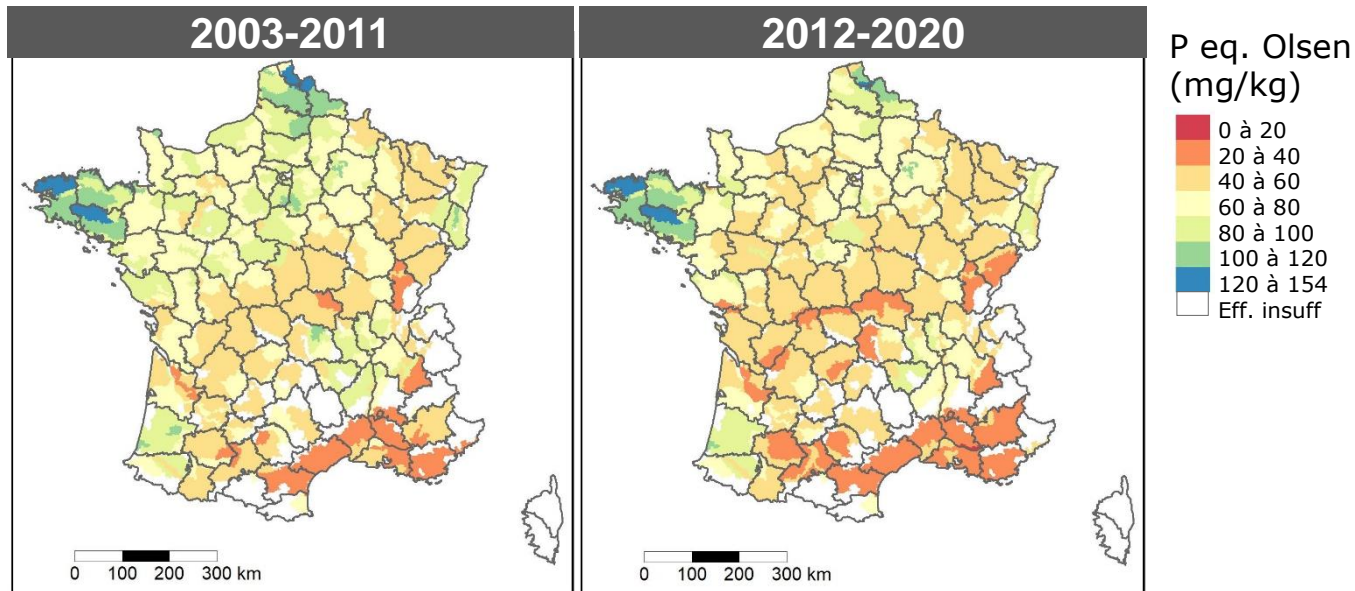 2003-2011
2012-2020
P eq. Olsen
(mg/kg)
0 à 20
20 à 40
40 à 60
60 à 80
80 à 100
100 à 120
120 à 154
Eff. insuff
0 100 200 300 km
0 100 200 300 km